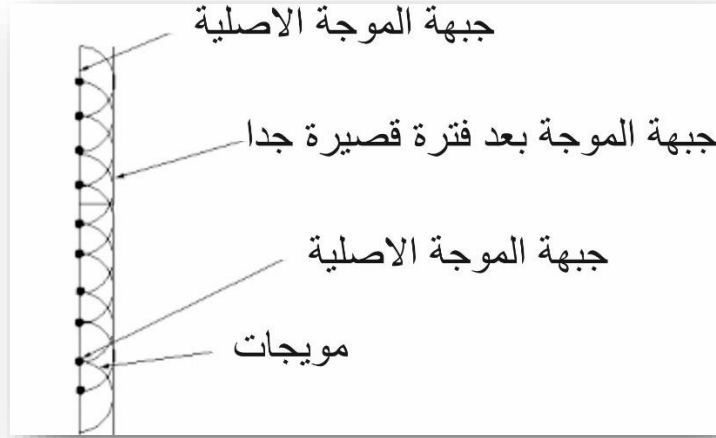 جبهة الموجة الاصلية
جبهة الموجة بعد فترة قصيرة جدا
جبهة الموجة الاصلية
مويجات